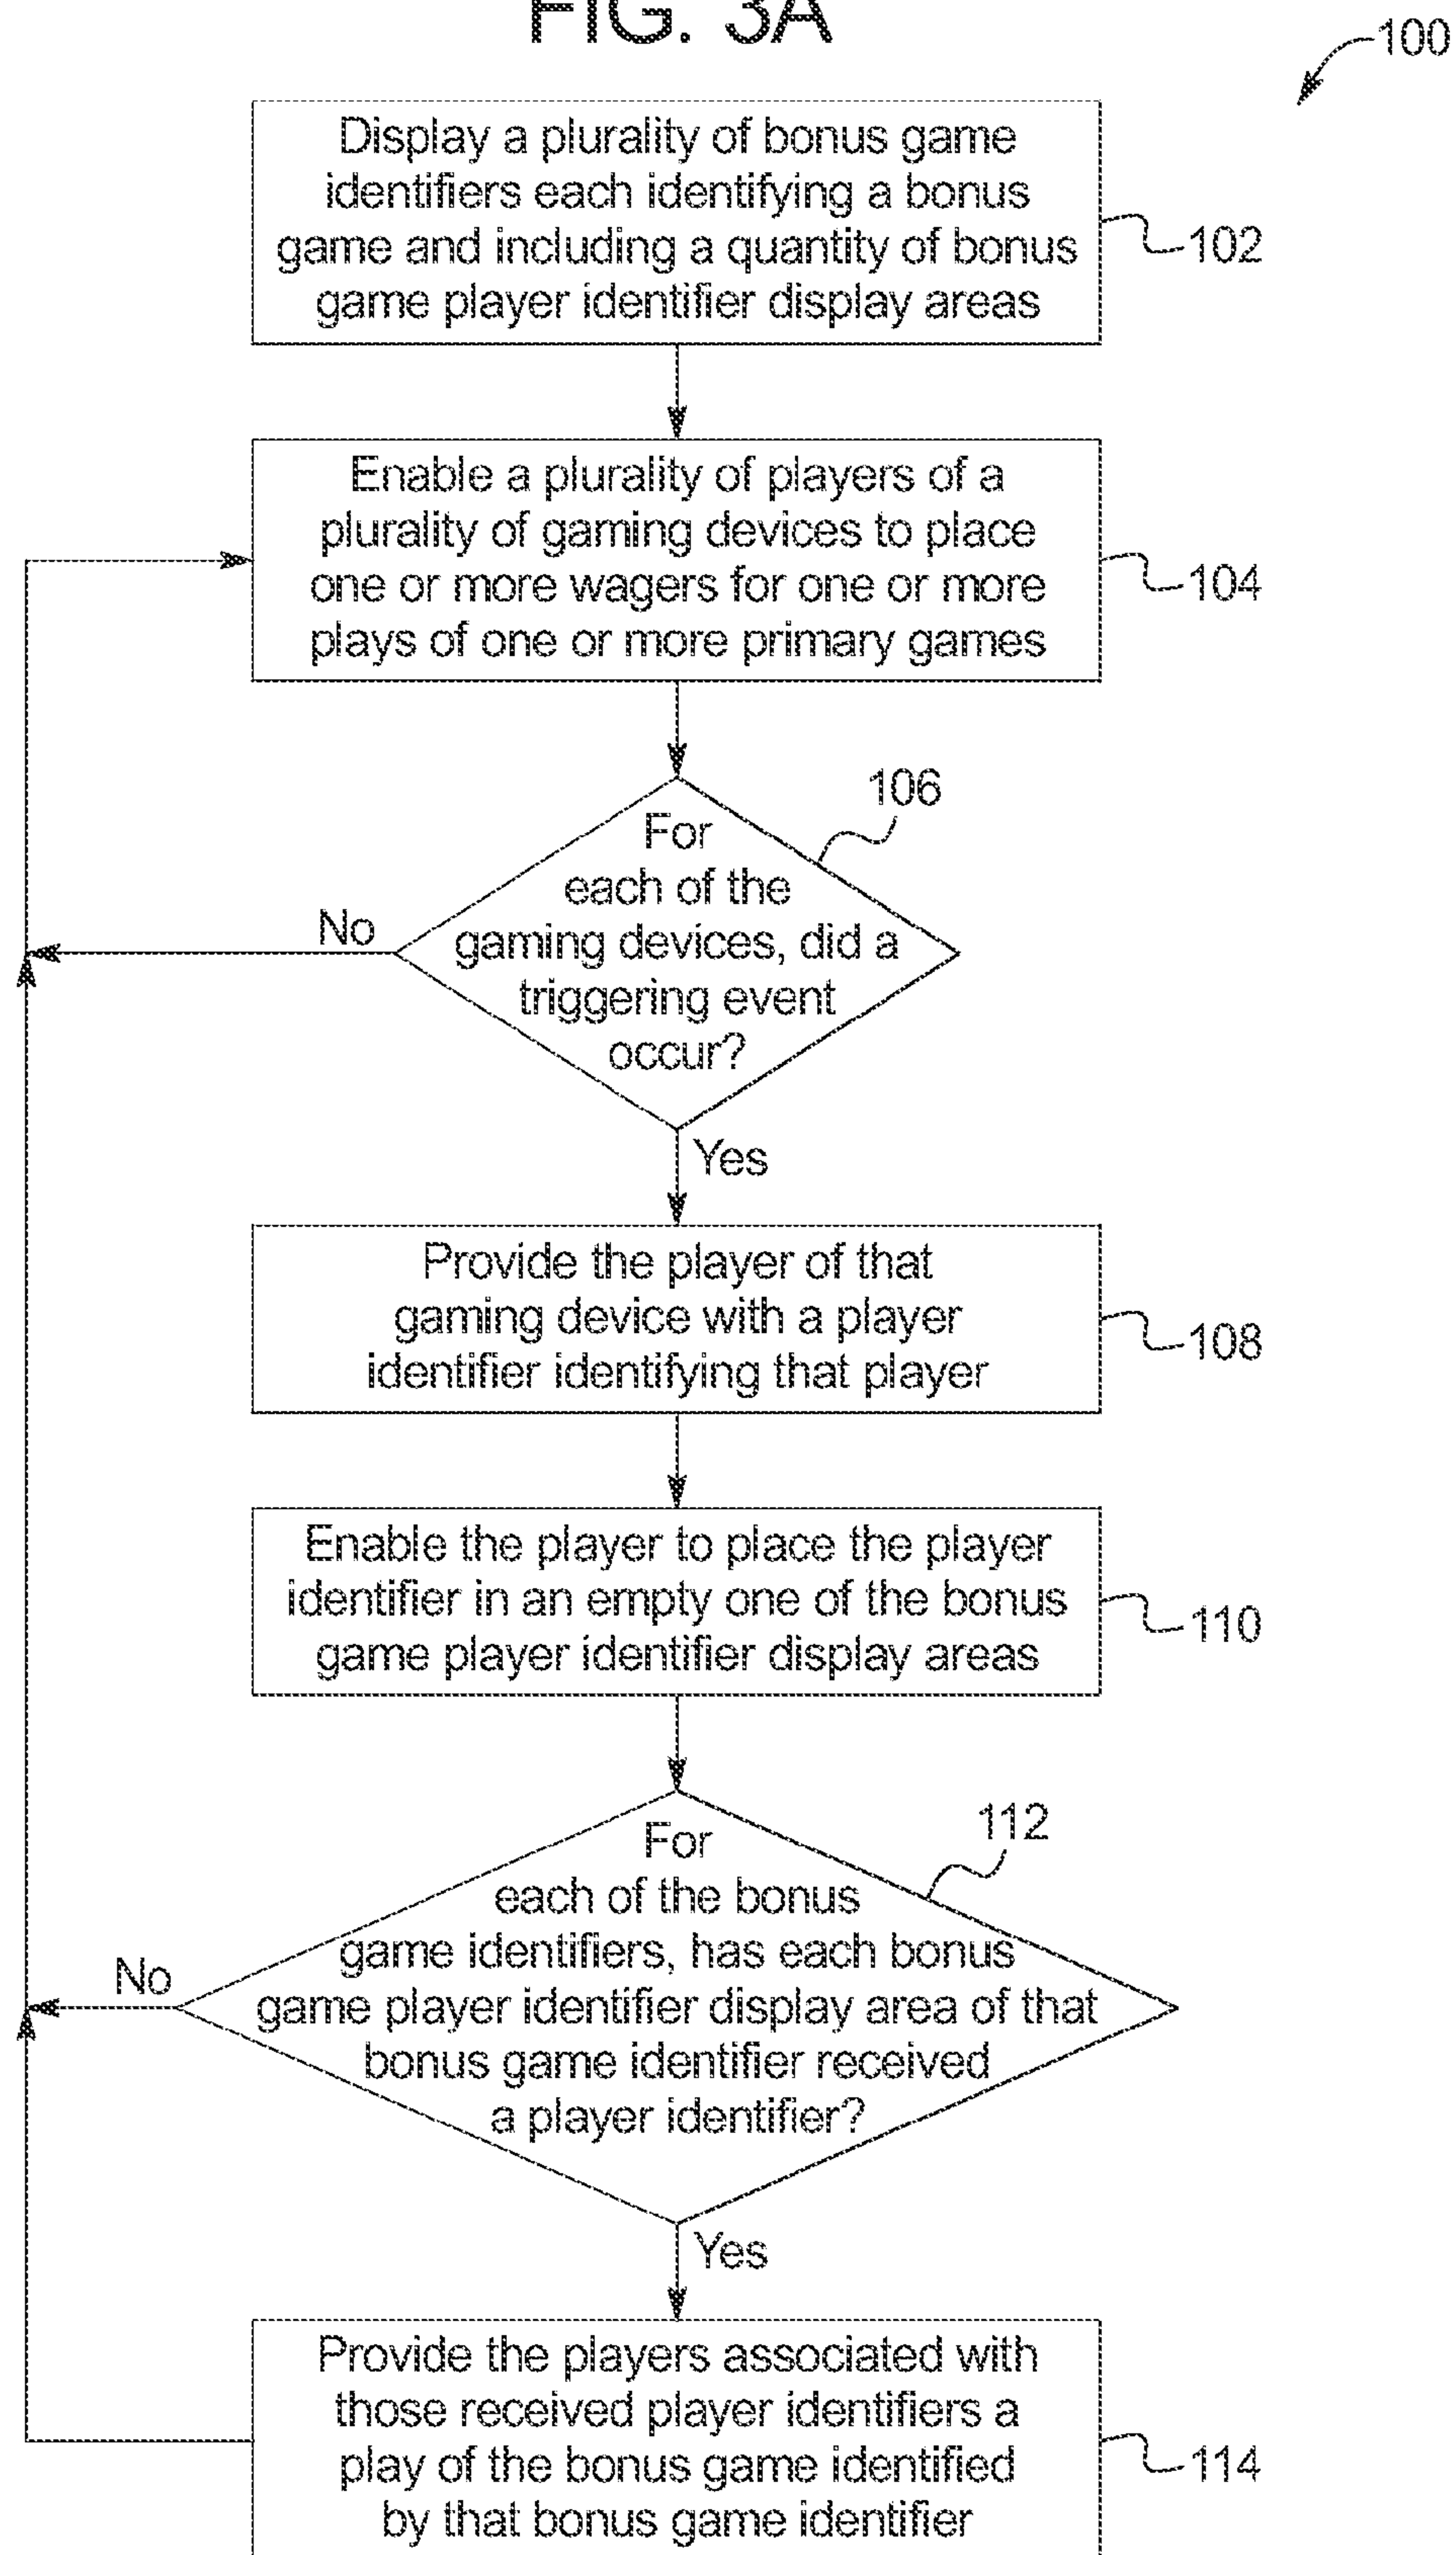 FIG. 3A
100
Display a plurality of bonus game
identifiers each identifying a bonus
game and including a quantity of bonus
game player identifier display areas
102
Enable a plurality of players of a
plurality of gaming devices to place
one or more wagers for one or more
plays of one or more primary games
104
106
For
each of the
gaming devices, did a
triggering event
occur?
No
Yes
Provide the player of that
gaming device with a player
identifier identifying that player
108
Enable the player to place the player
identifier in an empty one of the bonus
game player identifier display areas
110
112
For
each of the bonus
game identifiers, has each bonus
game player identifier display area of that
bonus game identifier received
a player identifier?
No
Yes
Provide the players associated with
those received player identifiers a
play of the bonus game identified
by that bonus game identifier
114